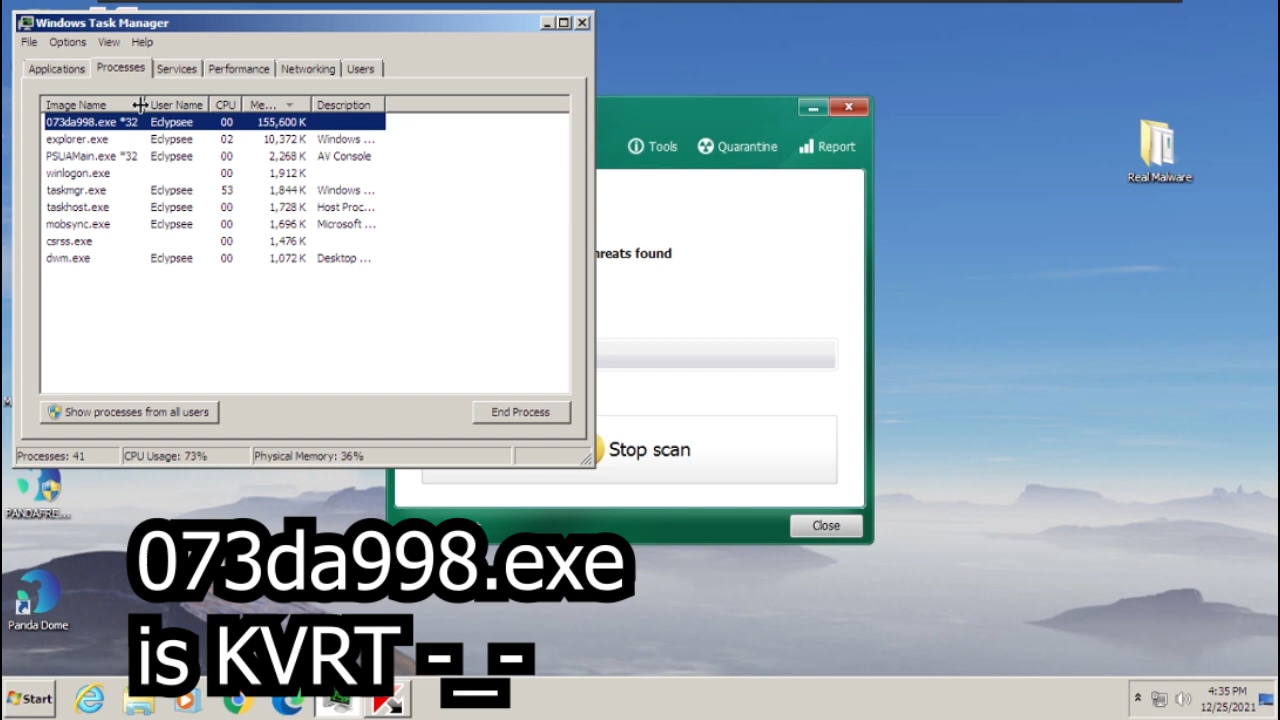 Windows Task Manager
File Options View Help
Applications Processes Services Performance Networking Users
Image Name User Name CPU Me... Description
073da998.exe *32 Eclypsee 00 155,600 K
explorer.exe Eclypsee 02 10,372 K Windows ...
PSUAMain.exe *32 Eclypsee 00 2,268 K AV Console
winlogon.exe 00 1,912 K
taskmgr.exe Eclypsee 53 1,844 K Windows ...
taskhost.exe Eclypsee 00 1,728 K Host Proc...
mobsync.exe Eclypsee 00 1,696 K Microsoft ...
csrss.exe 00 1,476 K
dwm.exe Eclypsee 00 1,072 K Desktop ...
Show processes from all users End Process
Processes: 41 CPU Usage: 73% Physical Memory: 36%
Tools Quarantine Report
hreats found
Stop scan
Close
Real Malware
PANDAFRE...
Panda Dome
073da998.exe
is KVRT -_-
Start
4:35 PM
12/25/2021